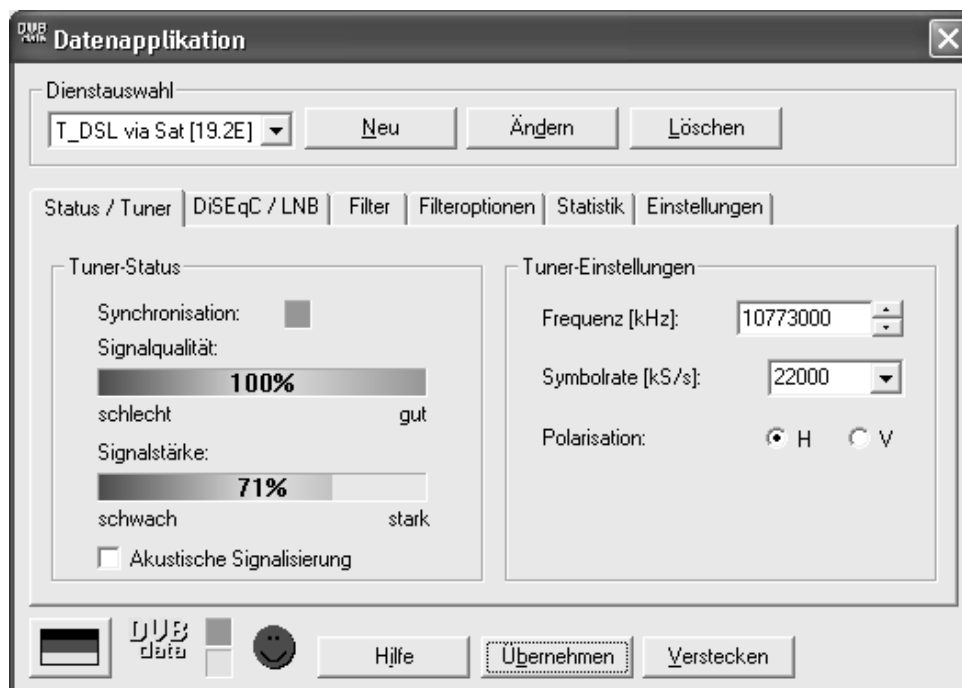 DVB data Datenapplikation
Dienstauswahl
T_DSL via Sat [19.2E] Neu Ändern Löschen
Status / Tuner DiSEqC / LNB Filter Filteroptionen Statistik Einstellungen
Tuner-Status
Synchronisation:
Signalqualität:
100%
schlecht gut
Signalstärke:
71%
schwach stark
Akustische Signalisierung
Tuner-Einstellungen
Frequenz [kHz]: 10773000
Symbolrate [kS/s]: 22000
Polarisation: H V
DVB
data
Hilfe Übernehmen Verstecken